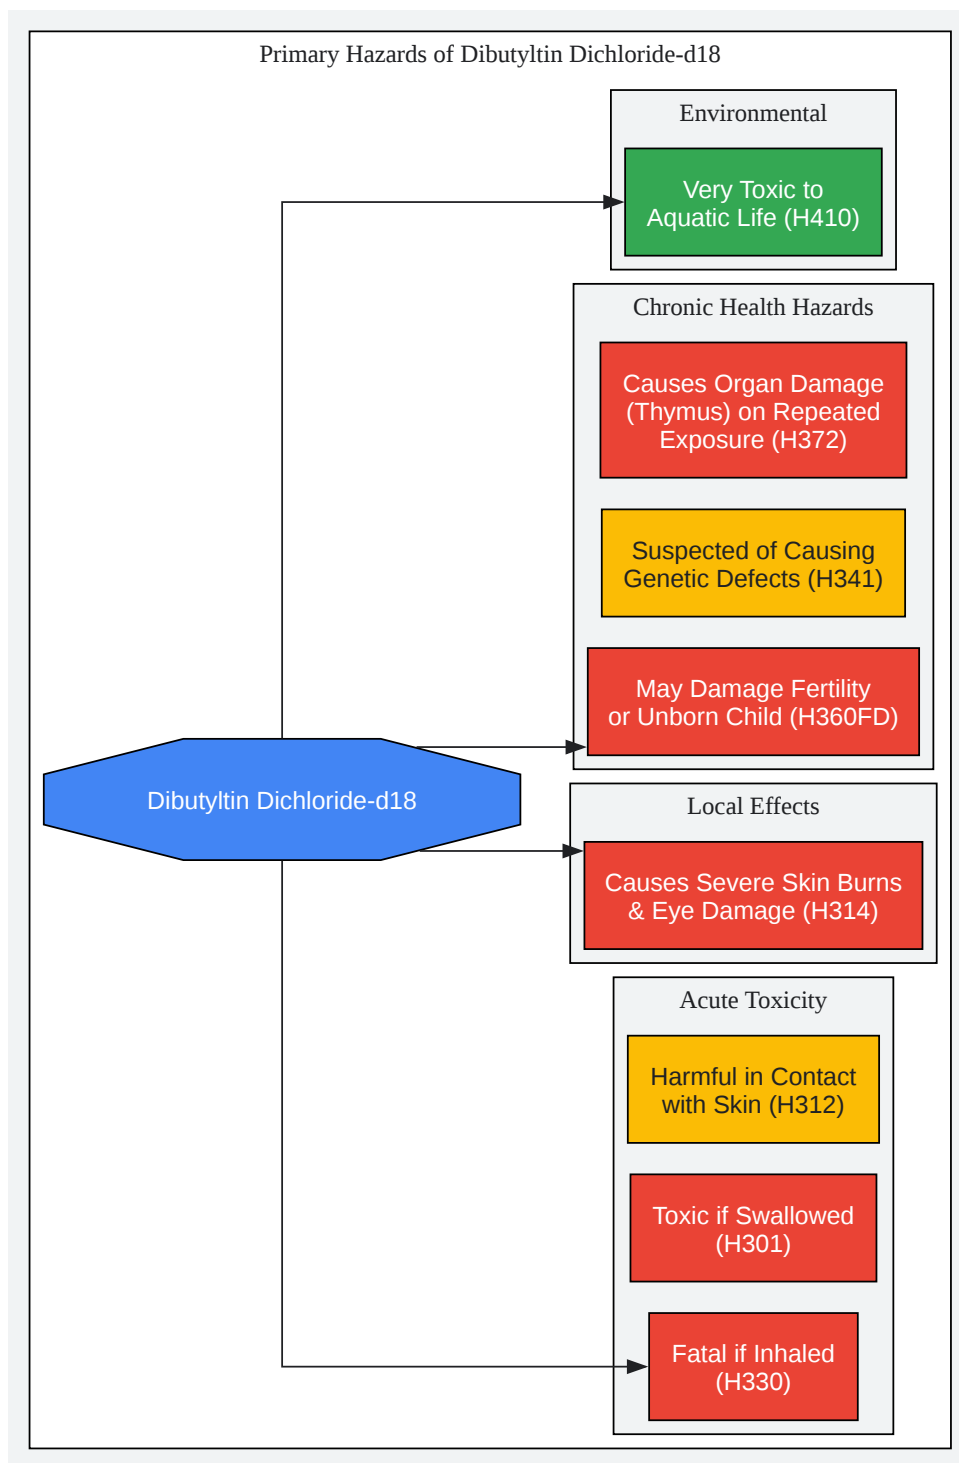 Primary Hazards of Dibutyltin Dichloride-d18
Environmental
Very Toxic to
Aquatic Life (H410)
Chronic Health Hazards
Causes Organ Damage
(Thymus) on Repeated
Exposure (H372)
Suspected of Causing
Genetic Defects (H341)
May Damage Fertility
or Unborn Child (H360FD)
Dibutyltin Dichloride-d18
Local Effects
Causes Severe Skin Burns
& Eye Damage (H314)
Acute Toxicity
Harmful in Contact
with Skin (H312)
Toxic if Swallowed
(H301)
Fatal if Inhaled
(H330)